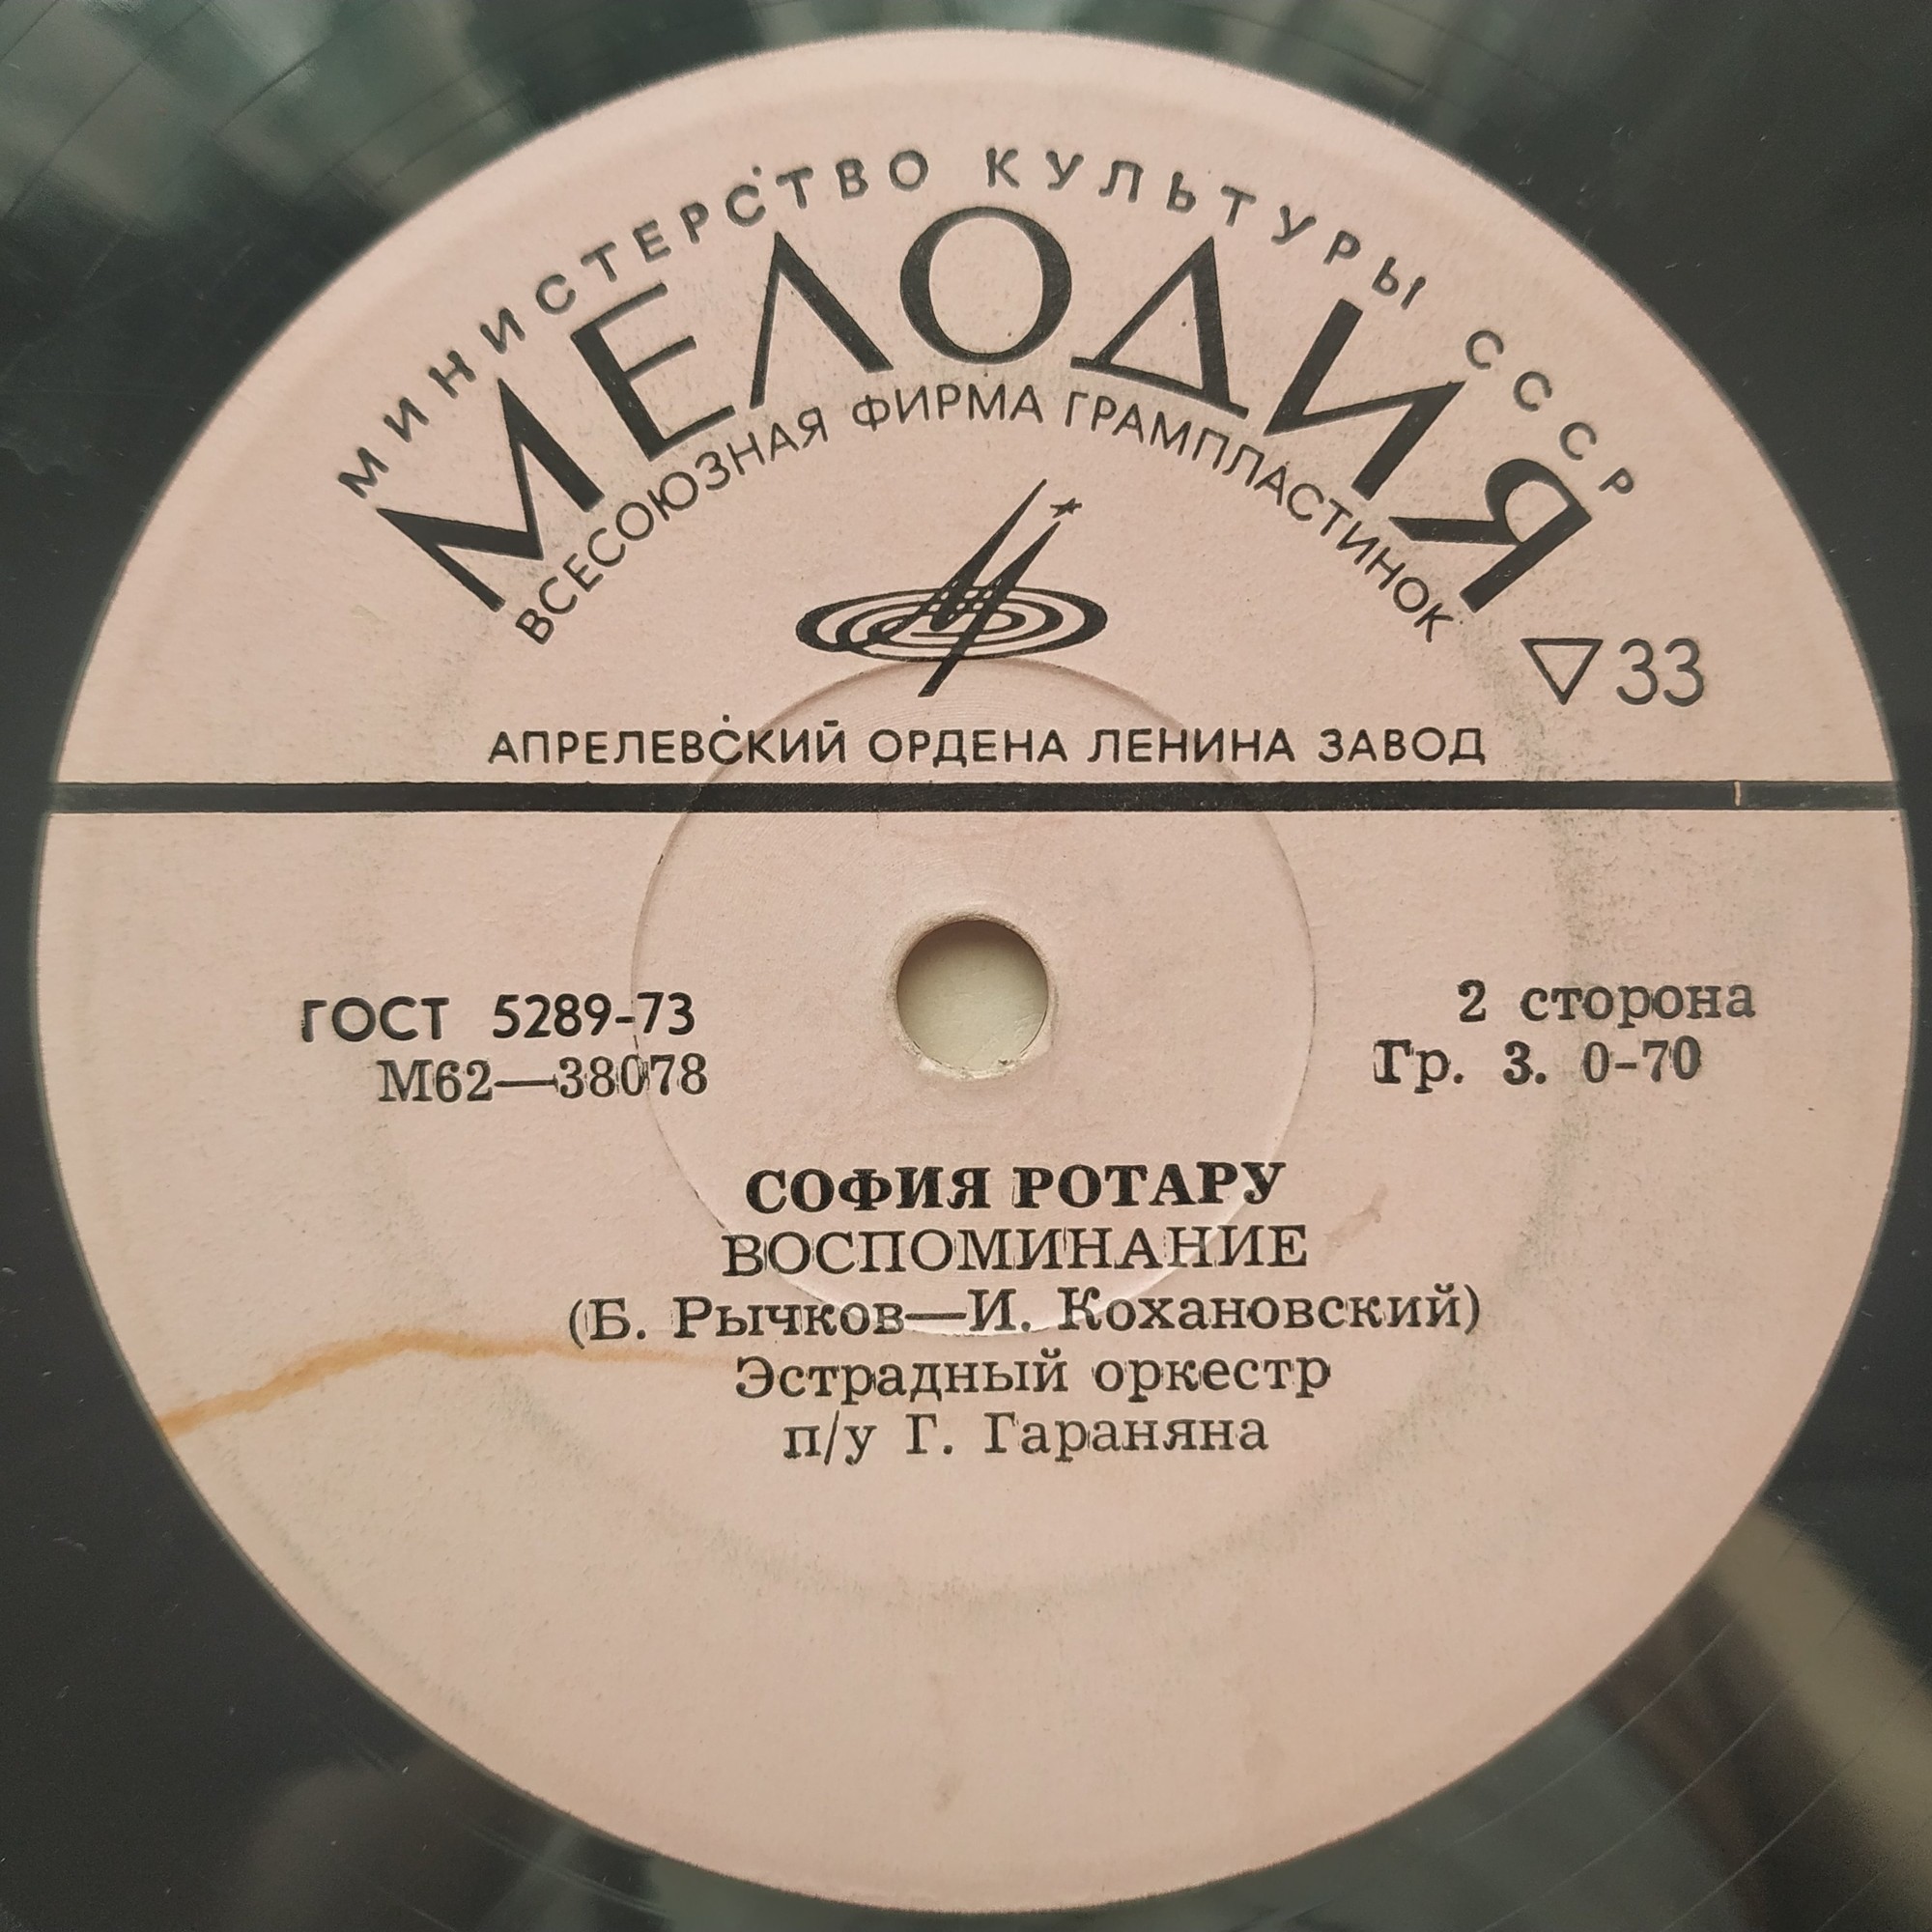 МИНИСТЕРСТВО КУЛЬТУРЫ СССР
МЕЛОДИЯ
ВСЕСОЮЗНАЯ ФИРМА ГРАМПЛАСТИНОК
▽33
АПРЕЛЕВСКИЙ ОРДЕНА ЛЕНИНА ЗАВОД
ГОСТ 5289-73
М62—38078
2 сторона
Гр. 3. 0-70
СОФИЯ РОТАРУ
ВОСПОМИНАНИЕ
(Б. Рычков—И. Кохановский)
Эстрадный оркестр
п/у Г. Гараняна